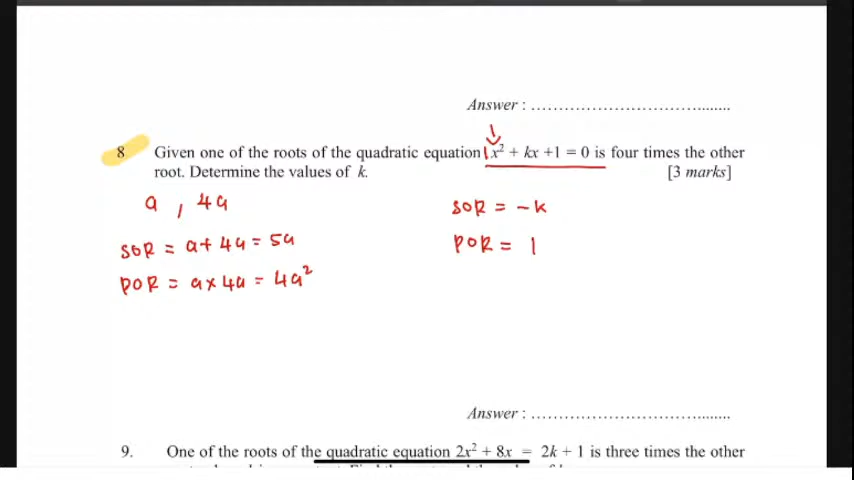 Answer : ........................................
1
8 Given one of the roots of the quadratic equation 1x² + kx +1 = 0 is four times the other
root. Determine the values of k. [3 marks]
a , 4a
SOR = -k
SOR = a + 4a = 5a
POR = 1
POR = a x 4a = 4a²
Answer : ........................................
9. One of the roots of the quadratic equation 2x² + 8x = 2k + 1 is three times the other